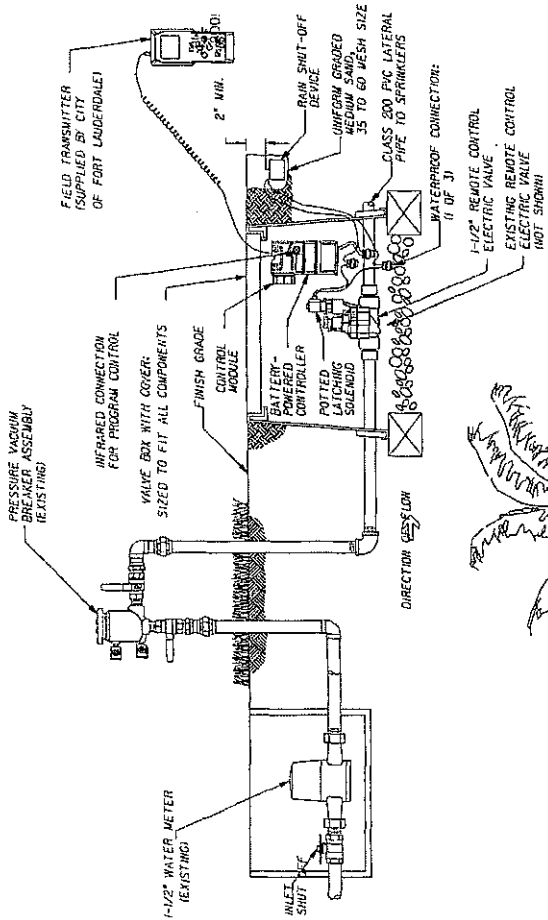 PRESSURE VACUUM
BREAKER ASSEMBLY
(EXISTING)
INFRARED CONNECTION
FOR PROGRAM CONTROL
VALVE BOX WITH COVER:
SIZED TO FIT ALL COMPONENTS
FINISH GRADE
CONTROL
MODULE
BATTERY-
POWERED
CONTROLLER
POTTED
LATCHING
SOLENOID
FIELD TRANSMITTER
(SUPPLIED BY CITY
OF FORT LAUDERDALE)
2" MIN.
RAIN SHUT-OFF
DEVICE
UNIFORM GRADED
MEDIUM SAND,
35 TO 60 MESH SIZE
CLASS 200 PVC LATERAL
PIPE TO SPRINKLERS
WATERPROOF CONNECTION:
(1 OF 3)
1-1/2" REMOTE CONTROL
ELECTRIC VALVE
EXISTING REMOTE CONTROL
ELECTRIC VALVE
(NOT SHOWN)
1-1/2" WATER METER
(EXISTING)
INLET
SHUT OFF
DIRECTION OF FLOW